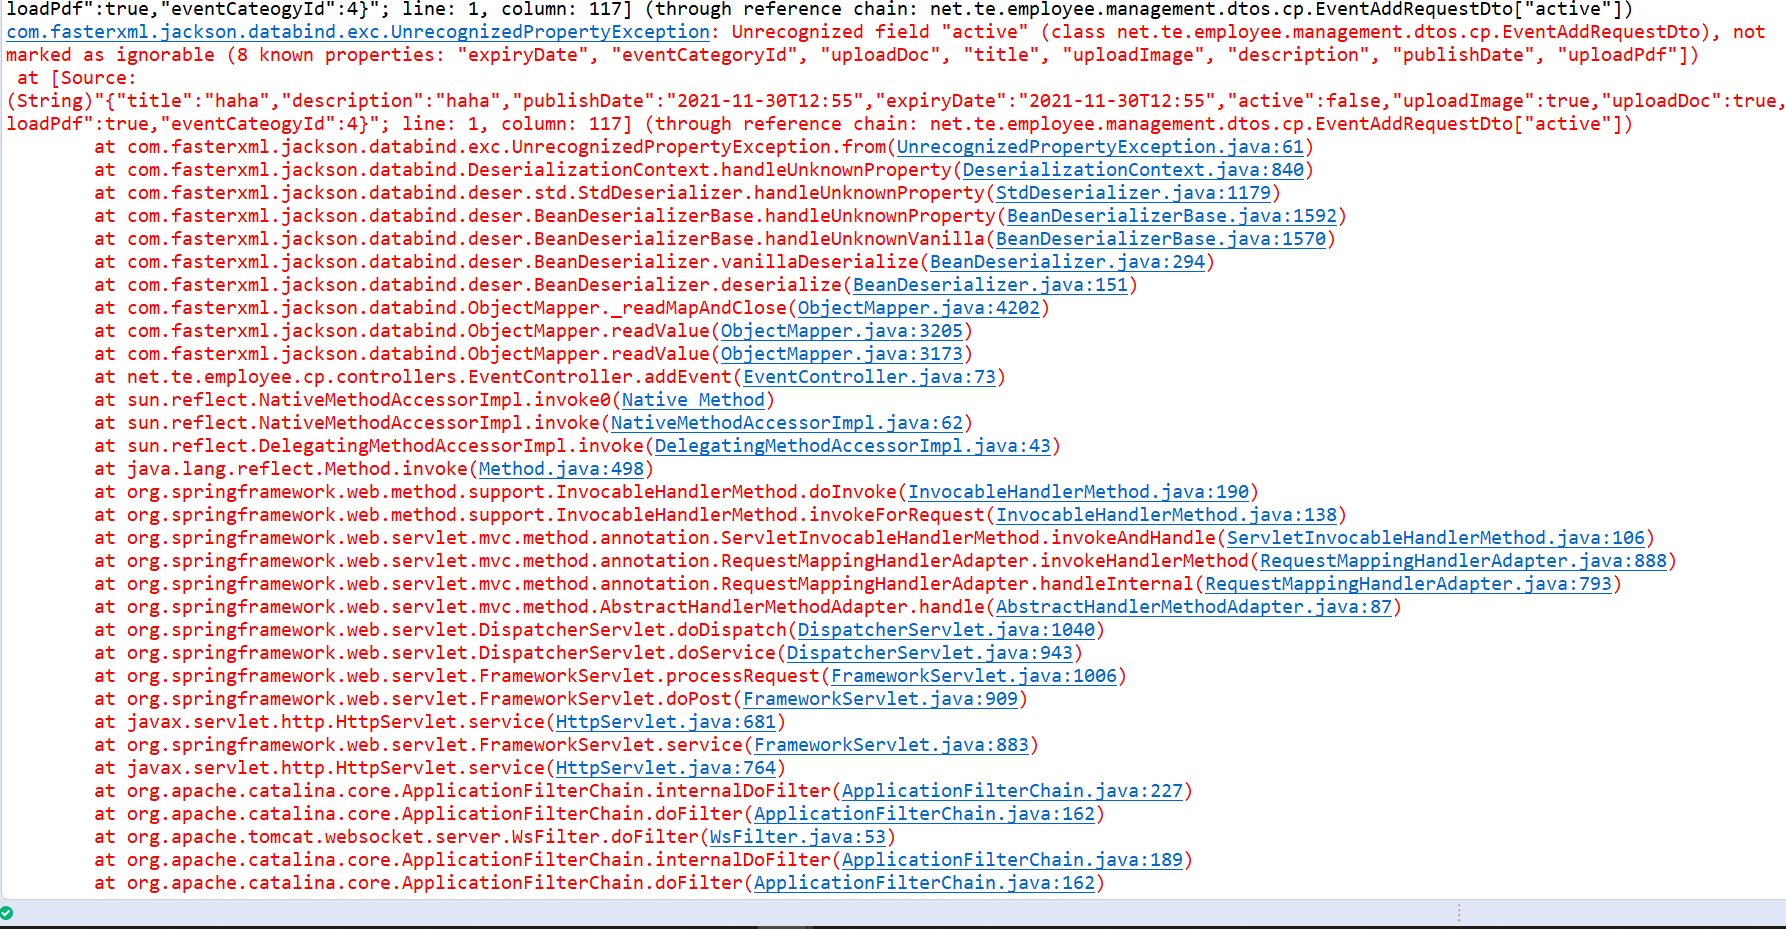 loadPdf":true,"eventCateogyId":4}"; line: 1, column: 117] (through reference chain: net.te.employee.management.dtos.cp.EventAddRequestDto["active"])
com.fasterxml.jackson.databind.exc.UnrecognizedPropertyException: Unrecognized field "active" (class net.te.employee.management.dtos.cp.EventAddRequestDto), not
marked as ignorable (8 known properties: "expiryDate", "eventCategoryId", "uploadDoc", "title", "uploadImage", "description", "publishDate", "uploadPdf"])
at [Source:
(String)"{"title":"haha","description":"haha","publishDate":"2021-11-30T12:55","expiryDate":"2021-11-30T12:55","active":false,"uploadImage":true,"uploadDoc":true,
loadPdf":true,"eventCateogyId":4}"; line: 1, column: 117] (through reference chain: net.te.employee.management.dtos.cp.EventAddRequestDto["active"])
at com.fasterxml.jackson.databind.exc.UnrecognizedPropertyException.from(UnrecognizedPropertyException.java:61)
at com.fasterxml.jackson.databind.DeserializationContext.handleUnknownProperty(DeserializationContext.java:840)
at com.fasterxml.jackson.databind.deser.std.StdDeserializer.handleUnknownProperty(StdDeserializer.java:1179)
at com.fasterxml.jackson.databind.deser.BeanDeserializerBase.handleUnknownProperty(BeanDeserializerBase.java:1592)
at com.fasterxml.jackson.databind.deser.BeanDeserializerBase.handleUnknownVanilla(BeanDeserializerBase.java:1570)
at com.fasterxml.jackson.databind.deser.BeanDeserializer.vanillaDeserialize(BeanDeserializer.java:294)
at com.fasterxml.jackson.databind.deser.BeanDeserializer.deserialize(BeanDeserializer.java:151)
at com.fasterxml.jackson.databind.ObjectMapper._readMapAndClose(ObjectMapper.java:4202)
at com.fasterxml.jackson.databind.ObjectMapper.readValue(ObjectMapper.java:3205)
at com.fasterxml.jackson.databind.ObjectMapper.readValue(ObjectMapper.java:3173)
at net.te.employee.cp.controllers.EventController.addEvent(EventController.java:73)
at sun.reflect.NativeMethodAccessorImpl.invoke0(Native Method)
at sun.reflect.NativeMethodAccessorImpl.invoke(NativeMethodAccessorImpl.java:62)
at sun.reflect.DelegatingMethodAccessorImpl.invoke(DelegatingMethodAccessorImpl.java:43)
at java.lang.reflect.Method.invoke(Method.java:498)
at org.springframework.web.method.support.InvocableHandlerMethod.doInvoke(InvocableHandlerMethod.java:190)
at org.springframework.web.method.support.InvocableHandlerMethod.invokeForRequest(InvocableHandlerMethod.java:138)
at org.springframework.web.servlet.mvc.method.annotation.ServletInvocableHandlerMethod.invokeAndHandle(ServletInvocableHandlerMethod.java:106)
at org.springframework.web.servlet.mvc.method.annotation.RequestMappingHandlerAdapter.invokeHandlerMethod(RequestMappingHandlerAdapter.java:888)
at org.springframework.web.servlet.mvc.method.annotation.RequestMappingHandlerAdapter.handleInternal(RequestMappingHandlerAdapter.java:793)
at org.springframework.web.servlet.mvc.method.AbstractHandlerMethodAdapter.handle(AbstractHandlerMethodAdapter.java:87)
at org.springframework.web.servlet.DispatcherServlet.doDispatch(DispatcherServlet.java:1040)
at org.springframework.web.servlet.DispatcherServlet.doService(DispatcherServlet.java:943)
at org.springframework.web.servlet.FrameworkServlet.processRequest(FrameworkServlet.java:1006)
at org.springframework.web.servlet.FrameworkServlet.doPost(FrameworkServlet.java:909)
at javax.servlet.http.HttpServlet.service(HttpServlet.java:681)
at org.springframework.web.servlet.FrameworkServlet.service(FrameworkServlet.java:883)
at javax.servlet.http.HttpServlet.service(HttpServlet.java:764)
at org.apache.catalina.core.ApplicationFilterChain.internalDoFilter(ApplicationFilterChain.java:227)
at org.apache.catalina.core.ApplicationFilterChain.doFilter(ApplicationFilterChain.java:162)
at org.apache.tomcat.websocket.server.WsFilter.doFilter(WsFilter.java:53)
at org.apache.catalina.core.ApplicationFilterChain.internalDoFilter(ApplicationFilterChain.java:189)
at org.apache.catalina.core.ApplicationFilterChain.doFilter(ApplicationFilterChain.java:162)